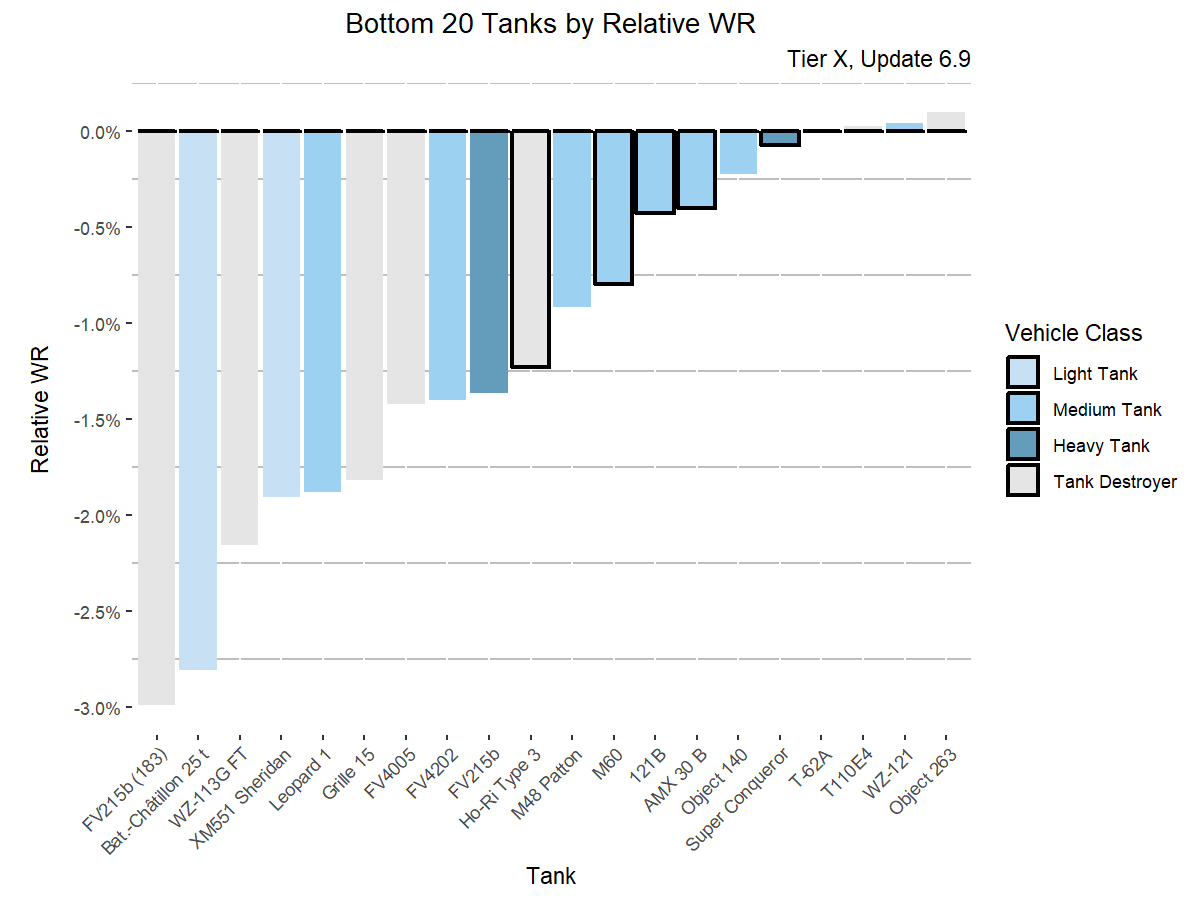 Bottom 20 Tanks by Relative WR
Tier X, Update 6.9
Relative WR
0.0%
-0.5%
-1.0%
-1.5%
-2.0%
-2.5%
-3.0%
FV215b (183)
Bat.-Châtillon 25 t
WZ-113G FT
XM551 Sheridan
Leopard 1
Grille 15
FV4005
FV4202
FV215b
Ho-Ri Type 3
M48 Patton
M60
121B
AMX 30 B
Object 140
Super Conqueror
T-62A
T110E4
WZ-121
Object 263
Tank
Vehicle Class
Light Tank
Medium Tank
Heavy Tank
Tank Destroyer